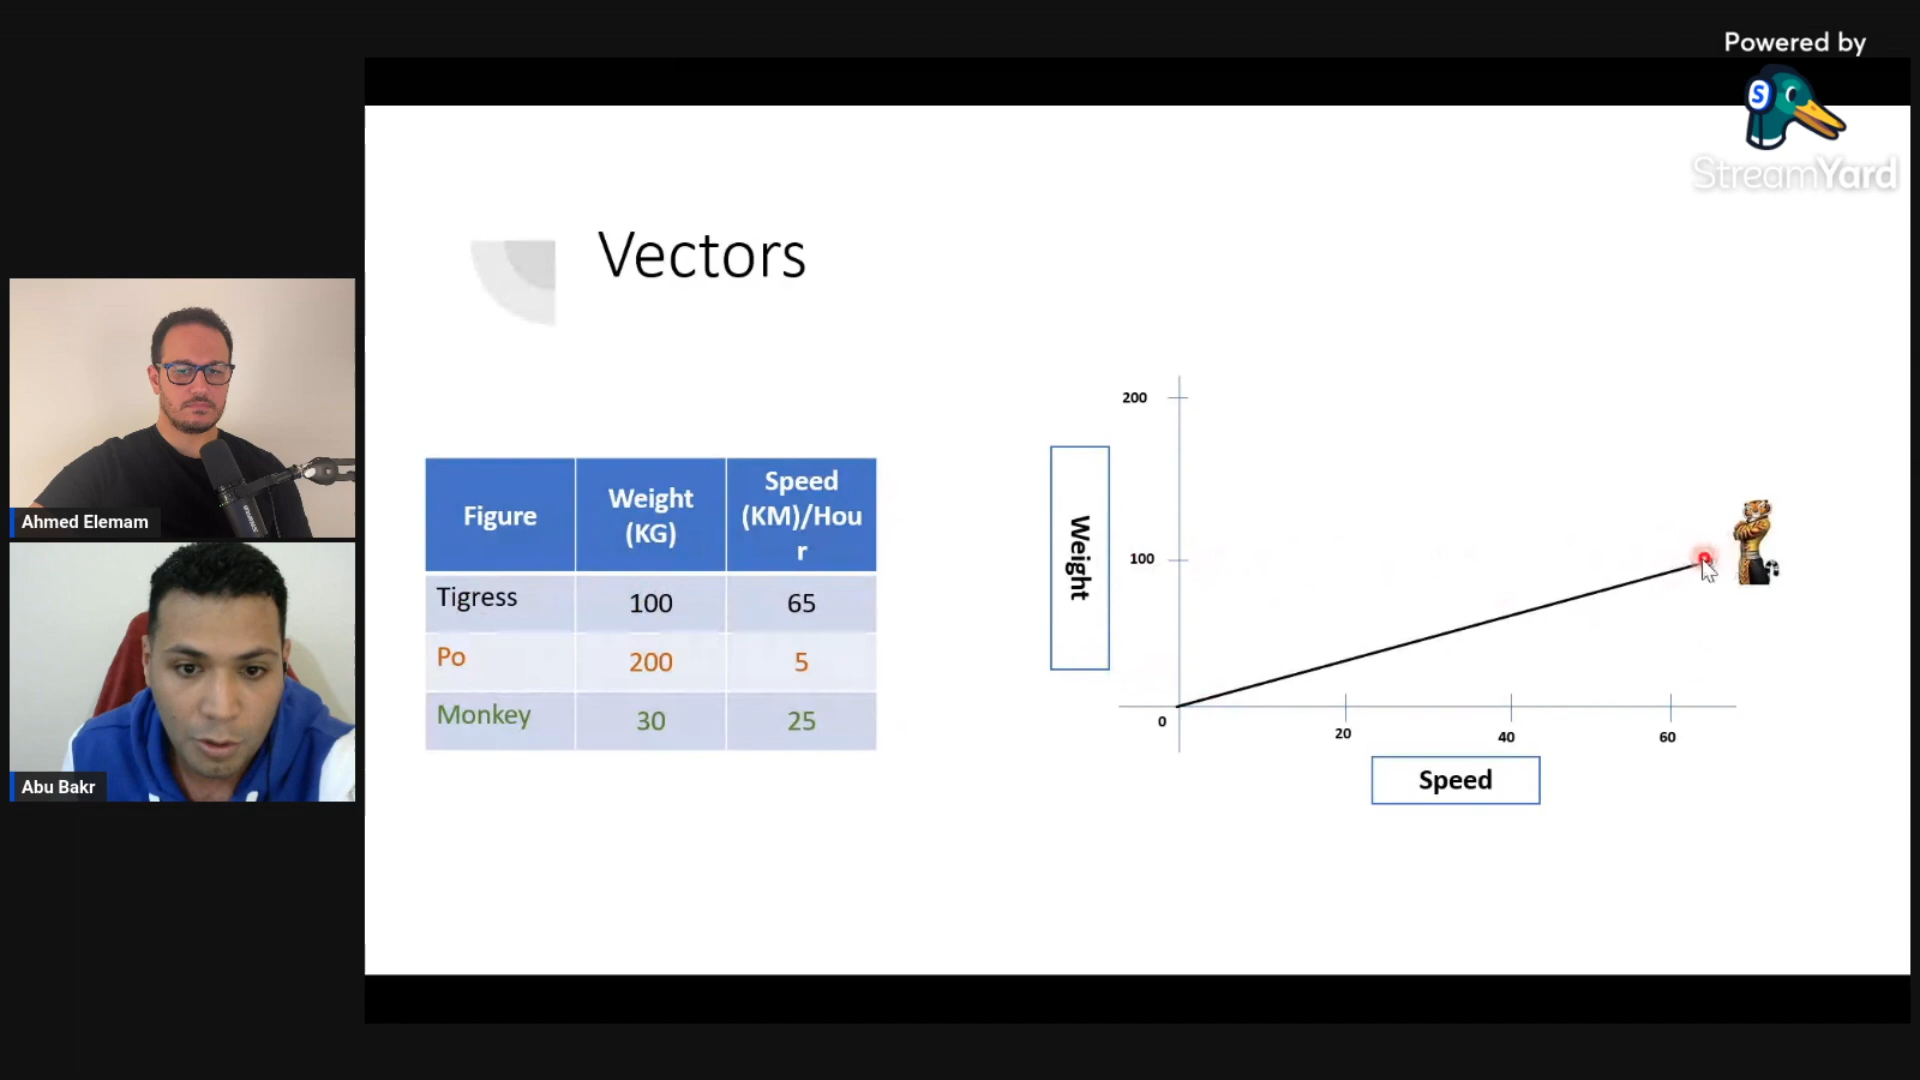 Powered by
StreamYard
Vectors
Figure
Weight
(KG)
Speed
(KM)/Hou
r
Tigress
100
65
Po
200
5
Monkey
30
25
200
100
0
20
40
60
Weight
Speed
Ahmed Elemam
Abu Bakr